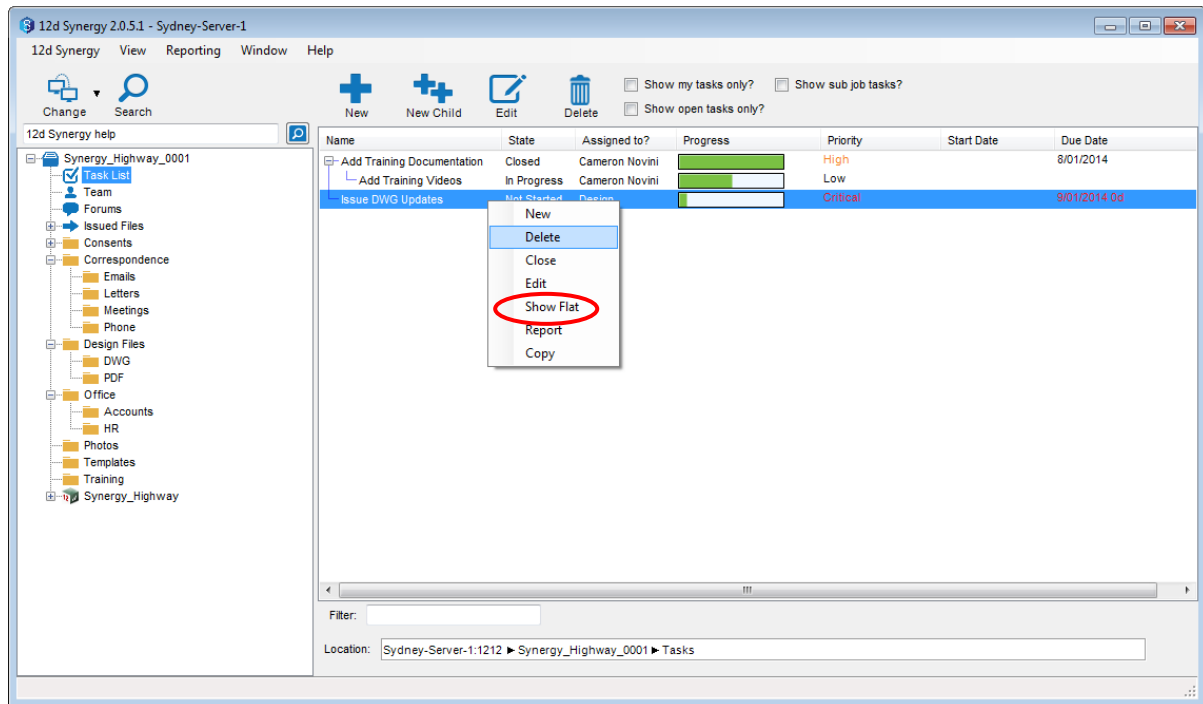 12d Synergy 2.0.5.1 - Sydney-Server-1
12d Synergy View Reporting Window Help
Change Search New New Child Edit Delete
Show my tasks only? Show sub job tasks?
Show open tasks only?
12d Synergy help
Synergy_Highway_0001
Task List
Team
Forums
Issued Files
Consents
Correspondence
Emails
Letters
Meetings
Phone
Design Files
DWG
PDF
Office
Accounts
HR
Photos
Templates
Training
Synergy_Highway
Name State Assigned to? Progress Priority Start Date Due Date
Add Training Documentation Closed Cameron Novini High 8/01/2014
Add Training Videos In Progress Cameron Novini Low
Issue DWG Updates Not Started Design Critical 9/01/2014 0d
New
Delete
Close
Edit
Show Flat
Report
Copy
Filter:
Location: Sydney-Server-1:1212 ► Synergy_Highway_0001 ► Tasks